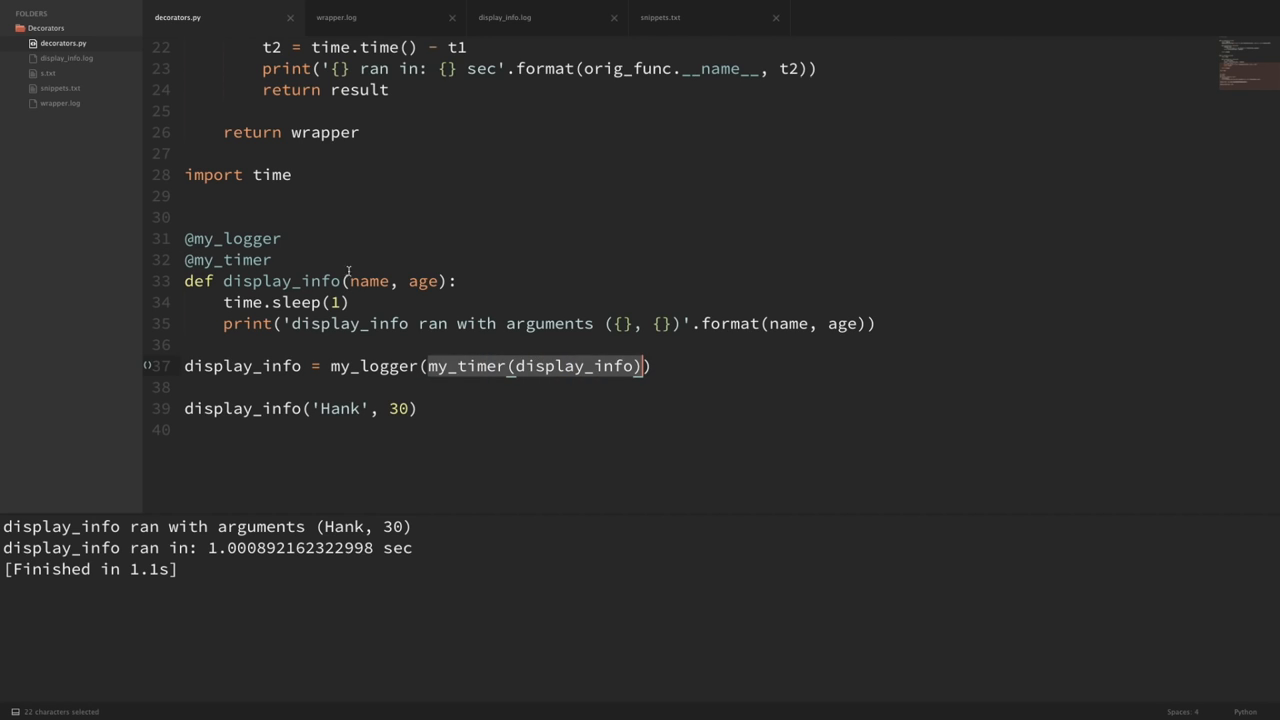 FOLDERS
Decorators
decorators.py
display_info.log
s.txt
snippets.txt
wrapper.log
decorators.py
wrapper.log
display_info.log
snippets.txt
22 t2 = time.time() - t1
23 print('{} ran in: {} sec'.format(orig_func.__name__, t2))
24 return result
25
26 return wrapper
27
28 import time
29
30
31 @my_logger
32 @my_timer
33 def display_info(name, age):
34 time.sleep(1)
35 print('display_info ran with arguments ({}, {})'.format(name, age))
36
37 display_info = my_logger(my_timer(display_info))
38
39 display_info('Hank', 30)
40
display_info ran with arguments (Hank, 30)
display_info ran in: 1.000892162322998 sec
[Finished in 1.1s]
22 characters selected
Spaces: 4
Python